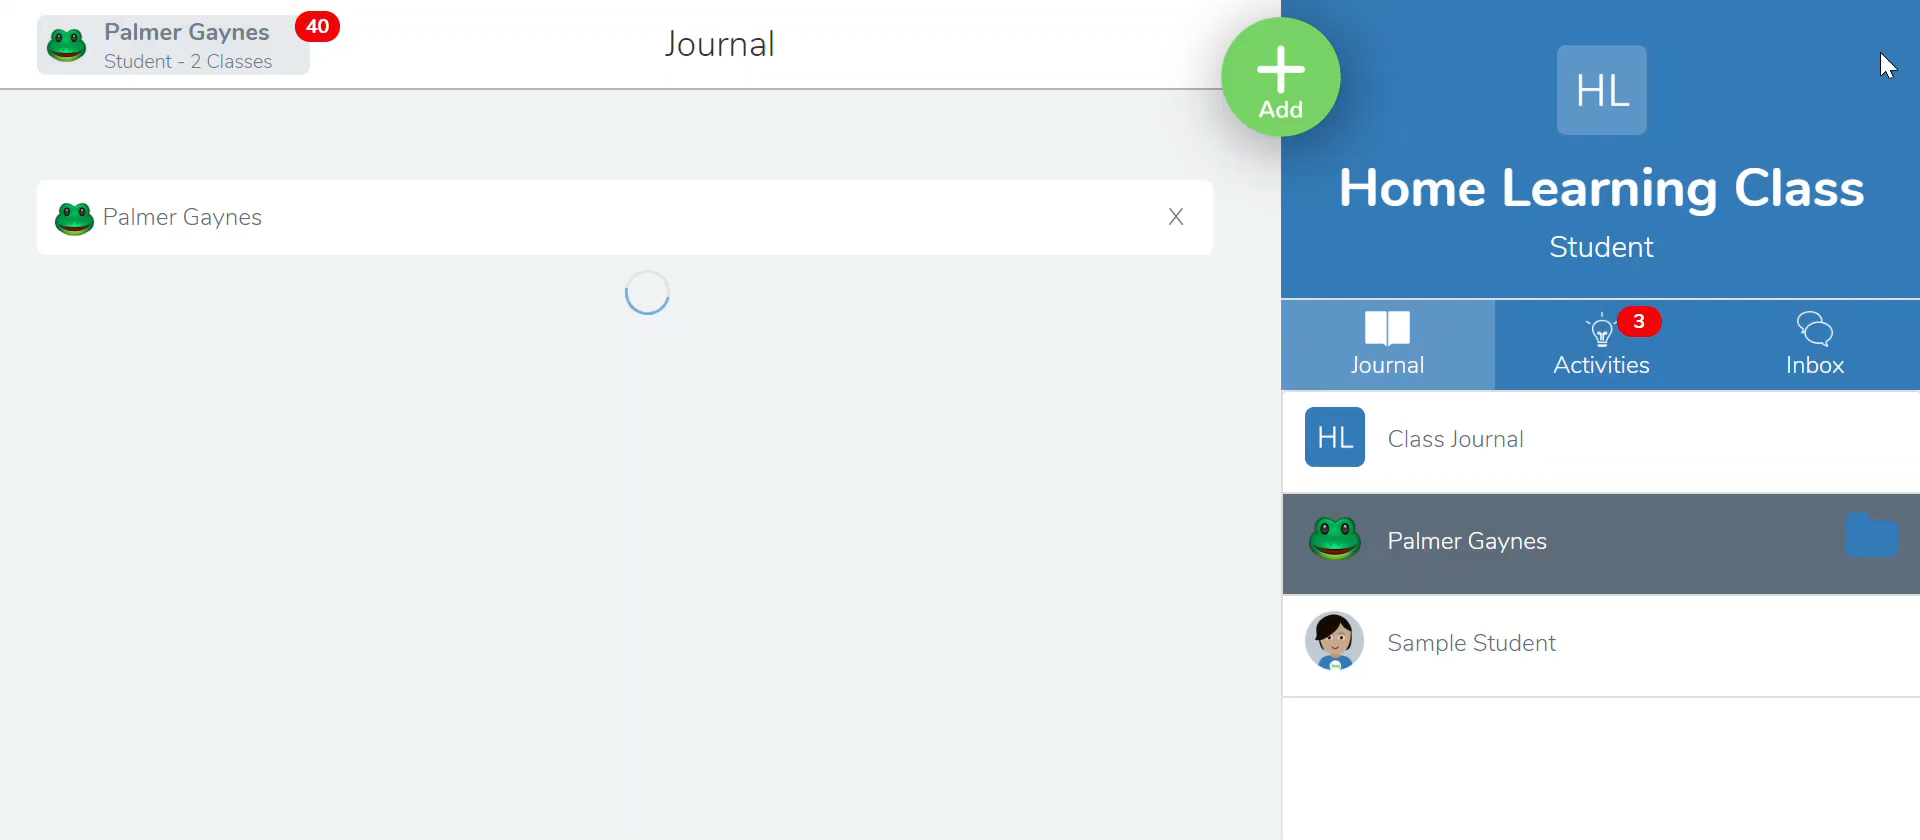 Palmer Gaynes
40
Student - 2 Classes
Journal
Add
HL
Home Learning Class
Student
Palmer Gaynes
X
Journal
3
Activities
Inbox
HL
Class Journal
Palmer Gaynes
Sample Student